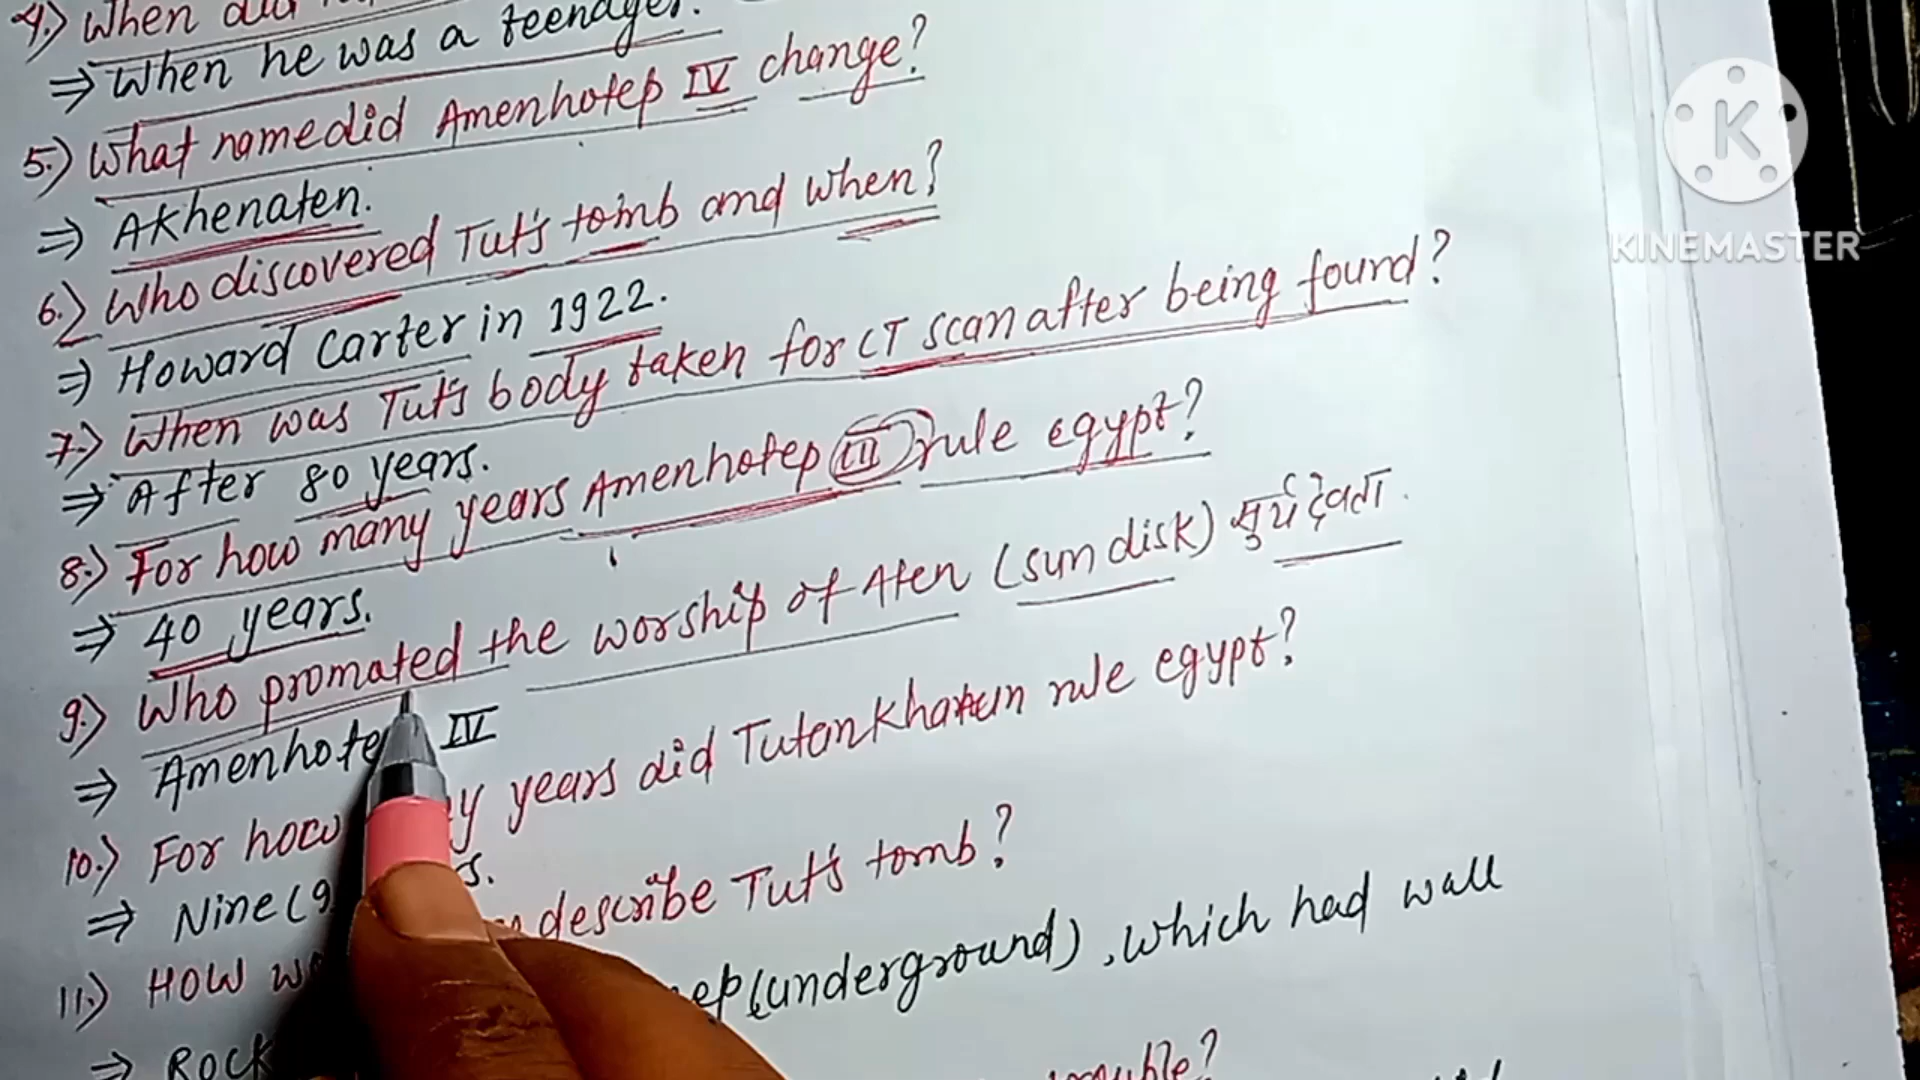 4.) When did
⇒ When he was a teenager.
5.) What name did Amenhotep IV change?
⇒ Akhenaten.
6.) Who discovered Tut's tomb and when?
⇒ Howard Carter in 1922.
7.) When was Tut's body taken for CT scan after being found?
⇒ After 80 years.
8.) For how many years Amenhotep III rule egypt?
⇒ 40 years.
9.) Who promated the worship of Aten (sun disk) सूर्य देवता.
⇒ Amenhote IV
10.) For how y years did Tutankhamun rule egypt?
⇒ Nine (9 s.
11.) How describe Tut's tomb?
⇒ Rock (underground), which had wall
KINEMASTER